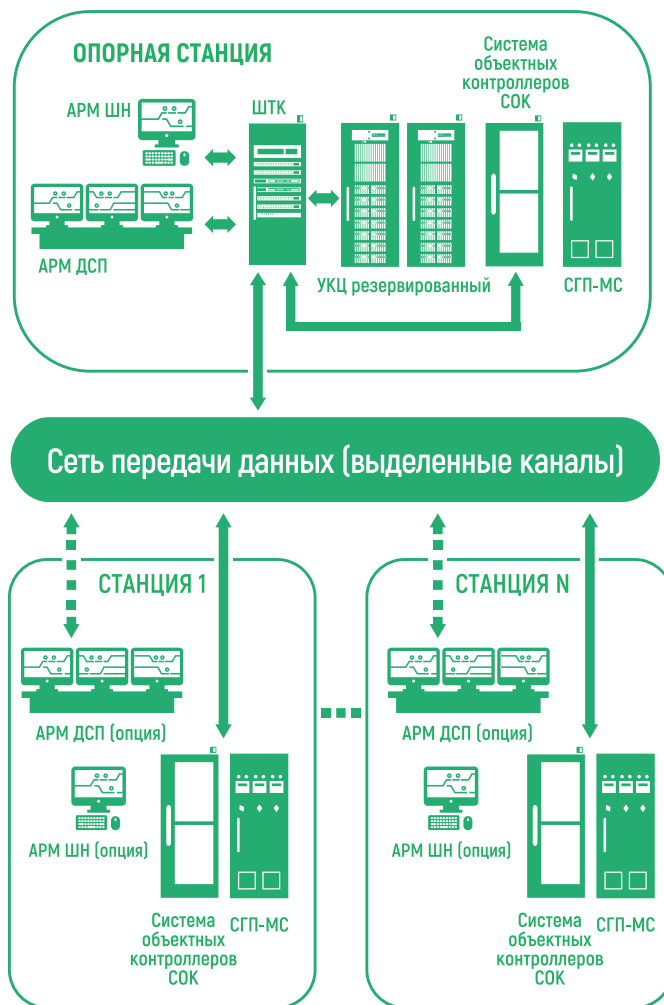 ОПОРНАЯ СТАНЦИЯ
Система
объектных
контроллеров
СОК
АРМ ШН
ШТК
АРМ ДСП
УКЦ резервированный
СГП-МС
Сеть передачи данных (выделенные каналы)
СТАНЦИЯ 1
АРМ ДСП (опция)
АРМ ШН (опция)
Система
объектных
контроллеров
СОК
СГП-МС
СТАНЦИЯ N
АРМ ДСП (опция)
АРМ ШН (опция)
Система
объектных
контроллеров
СОК
СГП-МС